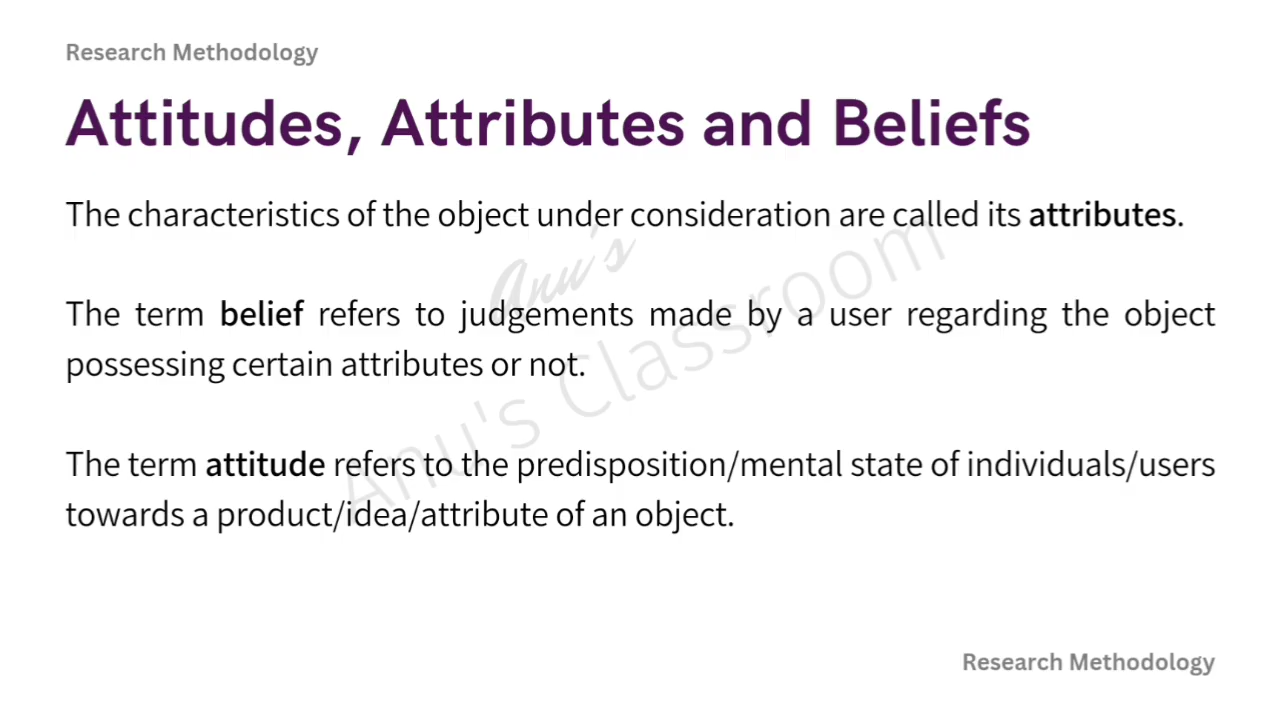 Research Methodology
Attitudes, Attributes and Beliefs
The characteristics of the object under consideration are called its attributes.
The term belief refers to judgements made by a user regarding the object
possessing certain attributes or not.
The term attitude refers to the predisposition/mental state of individuals/users
towards a product/idea/attribute of an object.
Anu's
Anu's Classroom
Research Methodology